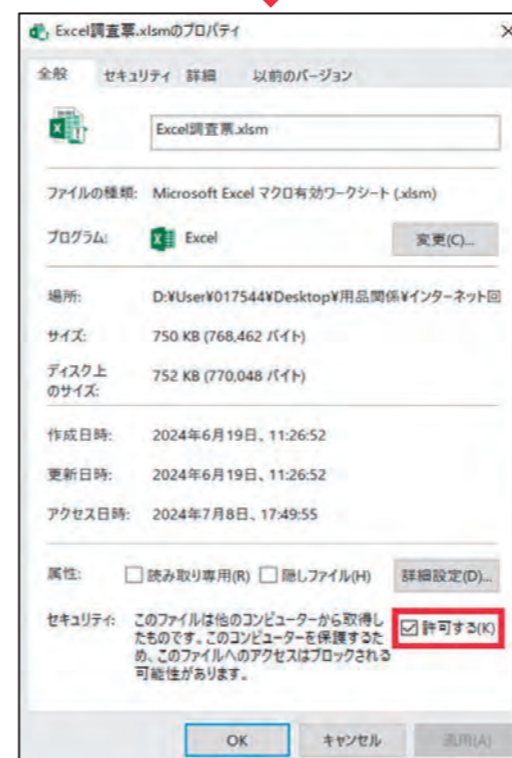 Excel調査票.xlsmのプロパティ
全般 セキュリティ 詳細 以前のバージョン
Excel調査票.xlsm
ファイルの種類: Microsoft Excel マクロ有効ワークシート (.xlsm)
プログラム: Excel 変更(C)...
場所: D:¥User¥017544¥Desktop¥用品関係¥インターネット回
サイズ: 750 KB (768,462 バイト)
ディスク上
のサイズ: 752 KB (770,048 バイト)
作成日時: 2024年6月19日、11:26:52
更新日時: 2024年6月19日、11:26:52
アクセス日時: 2024年7月8日、17:49:55
属性: 読み取り専用(R) 隠しファイル(H) 詳細設定(D)...
セキュリティ: このファイルは他のコンピューターから取得し
たものです。このコンピューターを保護するた
め、このファイルへのアクセスはブロックされる
可能性があります。
許可する(K)
OK キャンセル 適用(A)